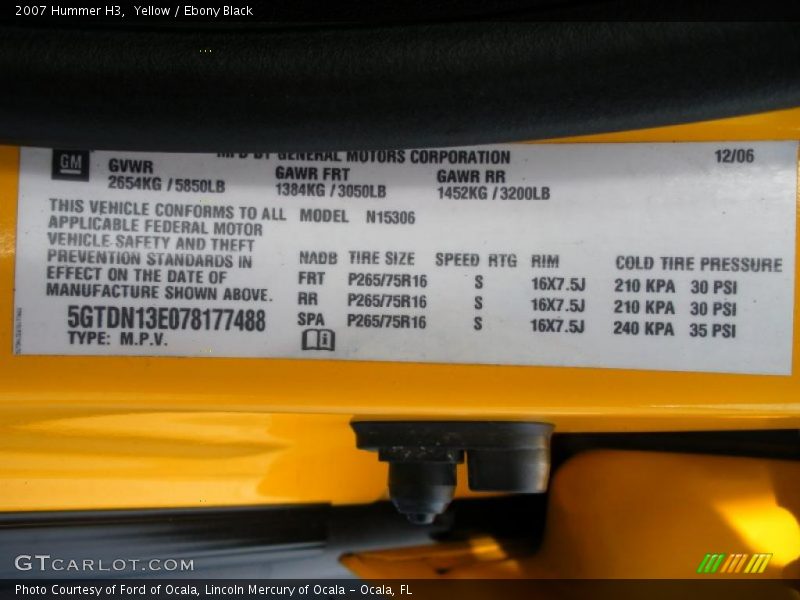 2007 Hummer H3,  Yellow / Ebony Black
GM
MFD BY GENERAL MOTORS CORPORATION
12/06
GVWR
GAWR FRT
GAWR RR
2654KG / 5850LB
1384KG / 3050LB
1452KG / 3200LB
THIS VEHICLE CONFORMS TO ALL
APPLICABLE FEDERAL MOTOR
VEHICLE SAFETY AND THEFT
PREVENTION STANDARDS IN
EFFECT ON THE DATE OF
MANUFACTURE SHOWN ABOVE.
5GTDN13E078177488
TYPE: M.P.V.
MODEL N15306
NADB TIRE SIZE SPEED RTG RIM COLD TIRE PRESSURE
FRT P265/75R16 S 16X7.5J 210 KPA 30 PSI
RR P265/75R16 S 16X7.5J 210 KPA 30 PSI
SPA P265/75R16 S 16X7.5J 240 KPA 35 PSI
GTCARLOT.COM
Photo Courtesy of Ford of Ocala, Lincoln Mercury of Ocala - Ocala, FL